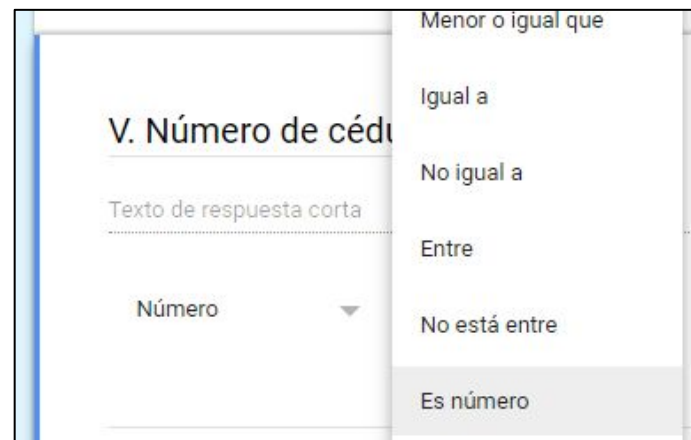 Menor o igual que
Igual a
V. Número de
No igual a
Texto de respuesta corta
Entre
Número
No está entre
Es número